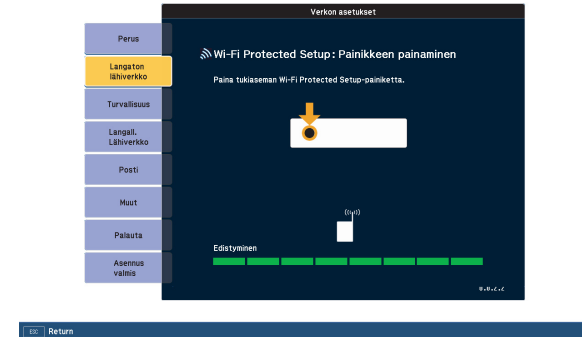 Verkon asetukset
Perus
Langaton
lähiverkko
Turvallisuus
Langall.
Lähiverkko
Posti
Muut
Palauta
Asennus
valmis
Wi-Fi Protected Setup: Painikkeen painaminen
Paina tukiaseman Wi-Fi Protected Setup-painiketta.
Edistyminen
ESC Return